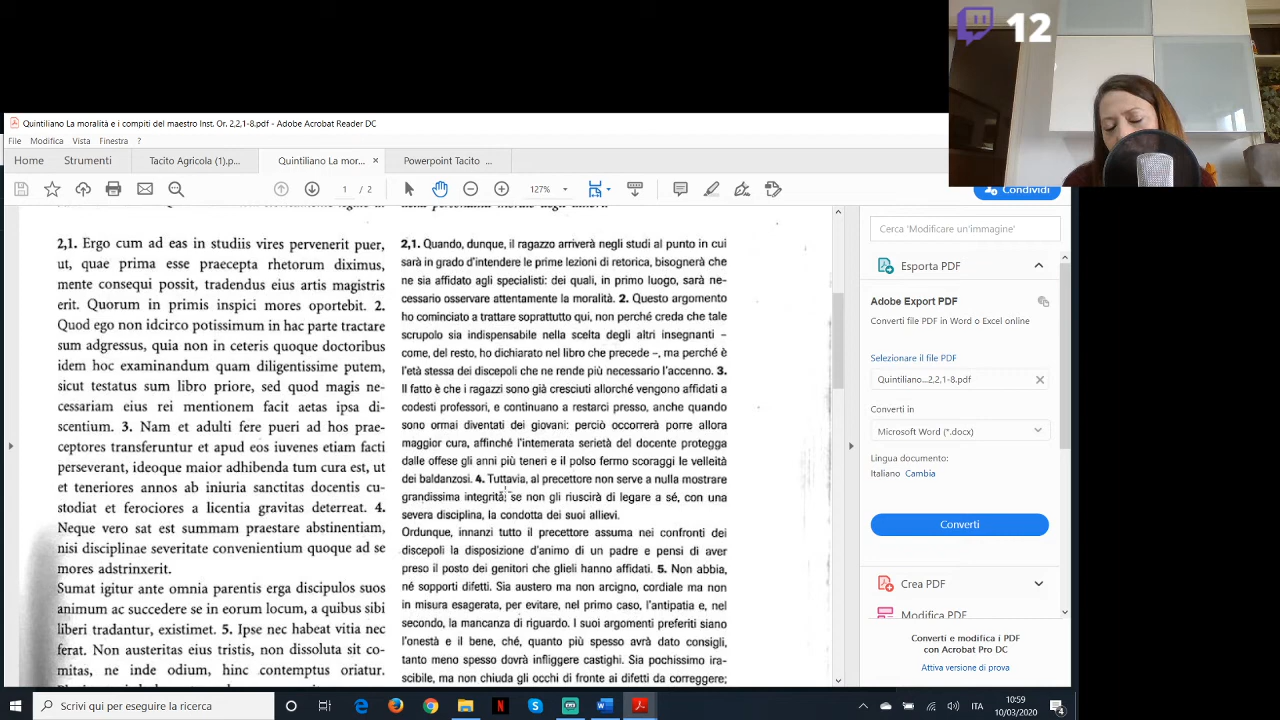 12
Quintiliano La moralità e i compiti del maestro Inst. Or. 2,2,1-8.pdf - Adobe Acrobat Reader DC
File Modifica Vista Finestra ?
Home Strumenti Tacito Agricola (1).p... Quintiliano La mor... × Powerpoint Tacito ...
1 / 2 127%
Condividi
2,1. Ergo cum ad eas in studiis vires pervenerit puer,
ut, quae prima esse praecepta rhetorum diximus,
mente consequi possit, tradendus eius artis magistris
erit. Quorum in primis inspici mores oportebit. 2.
Quod ego non idcirco potissimum in hac parte tractare
sum adgressus, quia non in ceteris quoque doctoribus
idem hoc examinandum quam diligentissime putem,
sicut testatus sum libro priore, sed quod magis ne-
cessariam eius rei mentionem facit aetas ipsa di-
scentium. 3. Nam et adulti fere pueri ad hos prae-
ceptores transferuntur et apud eos iuvenes etiam facti
perseverant, ideoque maior adhibenda tum cura est, ut
et teneriores annos ab iniuria sanctitas docentis cu-
stodiat et ferociores a licentia gravitas deterreat. 4.
Neque vero sat est summam praestare abstinentiam,
nisi disciplinae severitate convenientium quoque ad se
mores adstrinxerit.
Sumat igitur ante omnia parentis erga discipulos suos
animum ac succedere se in eorum locum, a quibus sibi
liberi tradantur, existimet. 5. Ipse nec habeat vitia nec
ferat. Non austeritas eius tristis, non dissoluta sit co-
mitas, ne inde odium, hinc contemptus oriatur.
2,1. Quando, dunque, il ragazzo arriverà negli studi al punto in cui
sarà in grado d'intendere le prime lezioni di retorica, bisognerà che
ne sia affidato agli specialisti: dei quali, in primo luogo, sarà ne-
cessario osservare attentamente la moralità. 2. Questo argomento
ho cominciato a trattare soprattutto qui, non perché creda che tale
scrupolo sia indispensabile nella scelta degli altri insegnanti –
come, del resto, ho dichiarato nel libro che precede –, ma perché è
l'età stessa dei discepoli che ne rende più necessario l'accenno. 3.
Il fatto è che i ragazzi sono già cresciuti allorché vengono affidati a
codesti professori, e continuano a restarci presso, anche quando
sono ormai diventati dei giovani: perciò occorrerà porre allora
maggior cura, affinché l'intemerata serietà del docente protegga
dalle offese gli anni più teneri e il polso fermo scoraggi le velleità
dei baldanzosi. 4. Tuttavia, al precettore non serve a nulla mostrare
grandissima integrità, se non gli riuscirà di legare a sé, con una
severa disciplina, la condotta dei suoi allievi.
Ordunque, innanzi tutto il precettore assuma nei confronti dei
discepoli la disposizione d'animo di un padre e pensi di aver
preso il posto dei genitori che glieli hanno affidati. 5. Non abbia,
né sopporti difetti. Sia austero ma non arcigno, cordiale ma non
in misura esagerata, per evitare, nel primo caso, l'antipatia e, nel
secondo, la mancanza di riguardo. I suoi argomenti preferiti siano
l'onestà e il bene, ché, quanto più spesso avrà dato consigli,
tanto meno spesso dovrà infliggere castighi. Sia pochissimo ira-
scibile, ma non chiuda gli occhi di fronte ai difetti da correggere;
Cerca 'Modificare un'immagine'
Esporta PDF
Adobe Export PDF
Converti file PDF in Word o Excel online
Selezionare il file PDF
Quintiliano...2,2,1-8.pdf ×
Converti in
Microsoft Word (*.docx)
Lingua documento:
Italiano Cambia
Converti
Crea PDF
Modifica PDF
Converti e modifica i PDF
con Acrobat Pro DC
Attiva versione di prova
Scrivi qui per eseguire la ricerca
ITA
10:59
10/03/2020
4